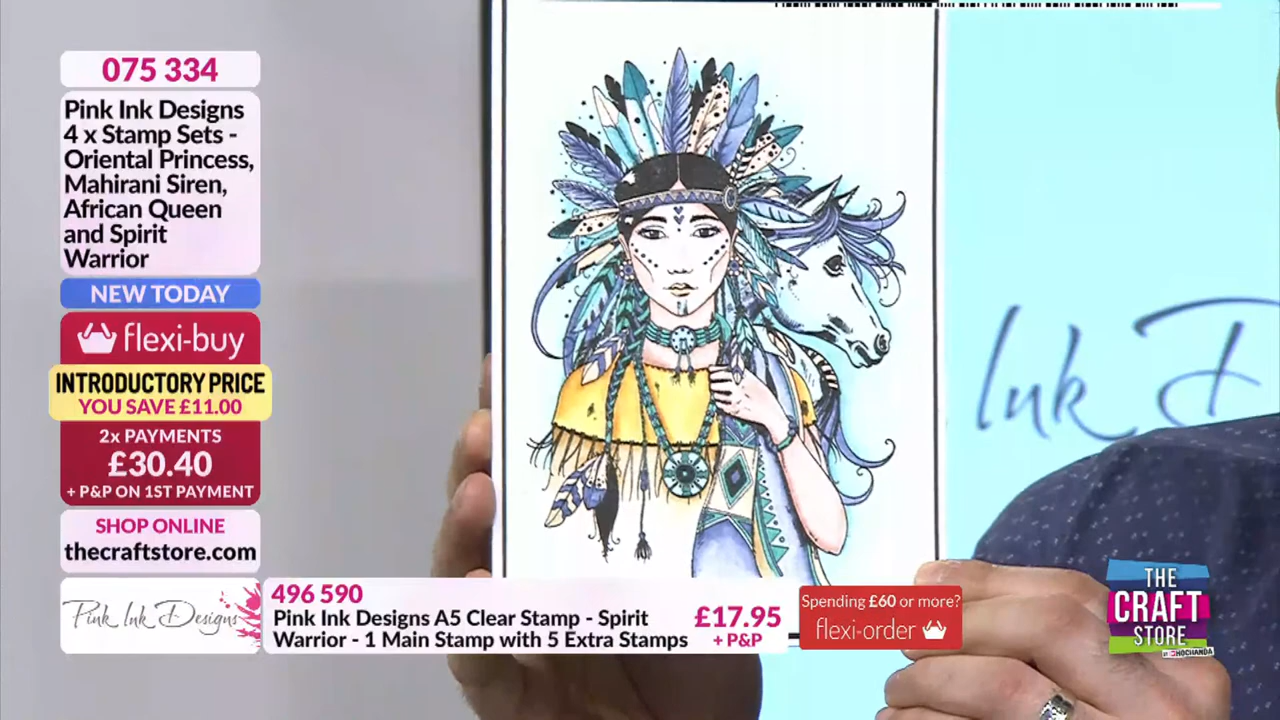 075 334
Pink Ink Designs
4 x Stamp Sets -
Oriental Princess,
Mahirani Siren,
African Queen
and Spirit
Warrior
NEW TODAY
flexi-buy
INTRODUCTORY PRICE
YOU SAVE £11.00
2x PAYMENTS
£30.40
+ P&P ON 1ST PAYMENT
SHOP ONLINE
thecraftstore.com
Pink Ink Designs
496 590
Pink Ink Designs A5 Clear Stamp - Spirit
Warrior - 1 Main Stamp with 5 Extra Stamps
£17.95
+ P&P
Spending £60 or more?
flexi-order
Ink D
THE
CRAFT
STORE
BY HOCHANDA